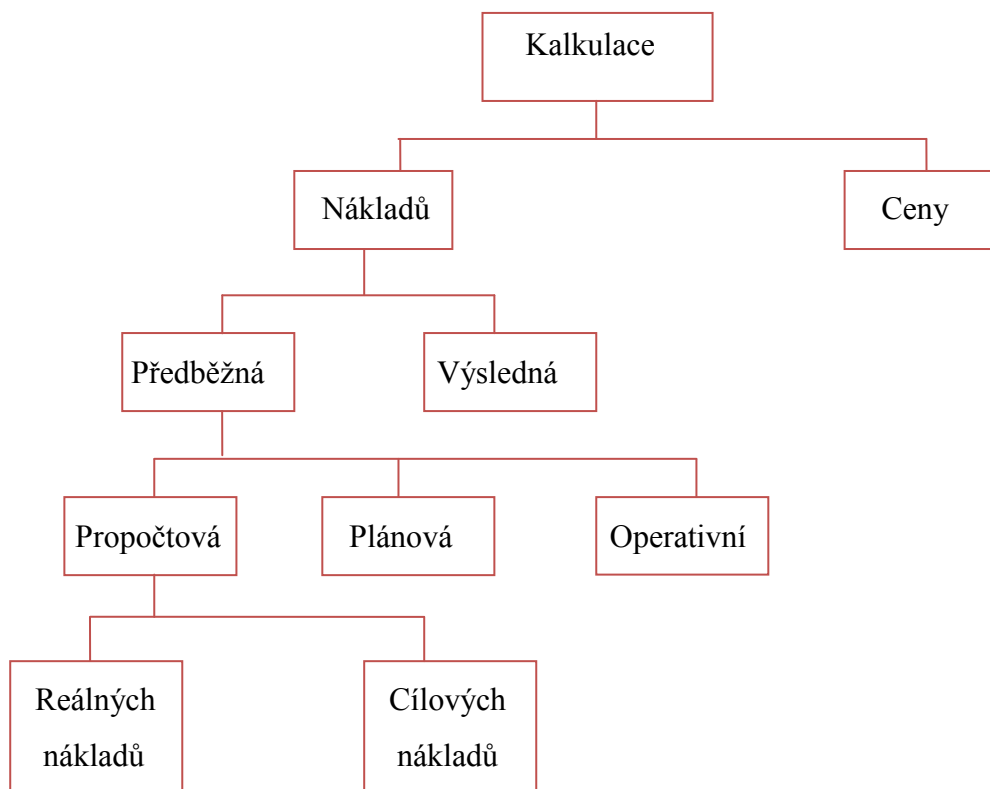 Kalkulace
Nákladů
Ceny
Předběžná
Výsledná
Propočtová
Plánová
Operativní
Reálných
nákladů
Cílových
nákladů